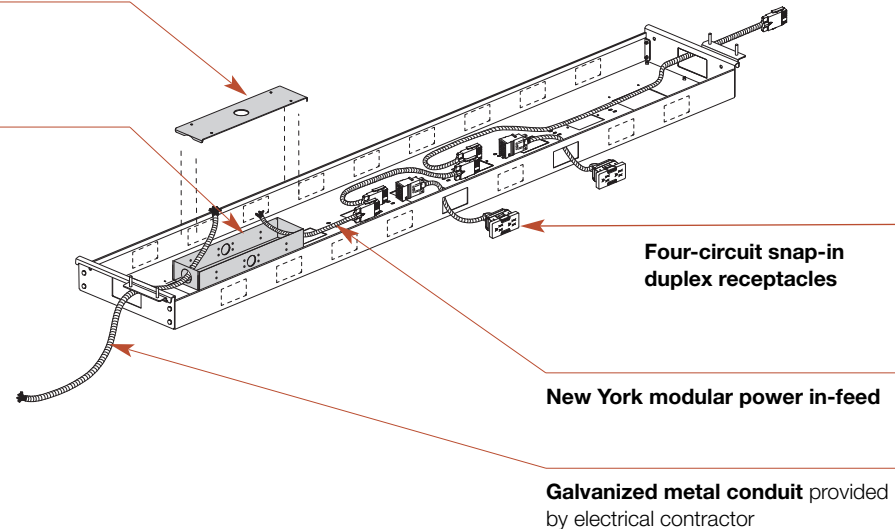 Four-circuit snap-in
duplex receptacles
New York modular power in-feed
Galvanized metal conduit provided
by electrical contractor